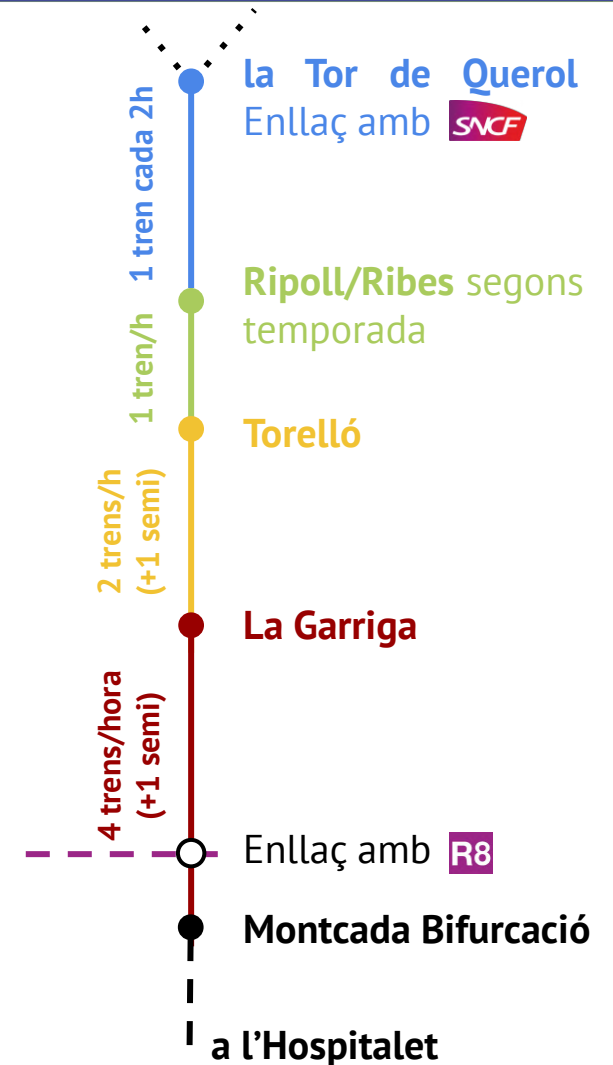 la Tor de Querol
Enllaç amb SNCF
1 tren cada 2h
Ripoll/Ribes segons
temporada
1 tren/h
Torelló
2 trens/h
(+1 semi)
La Garriga
4 trens/hora
(+1 semi)
Enllaç amb R8
Montcada Bifurcació
a l’Hospitalet